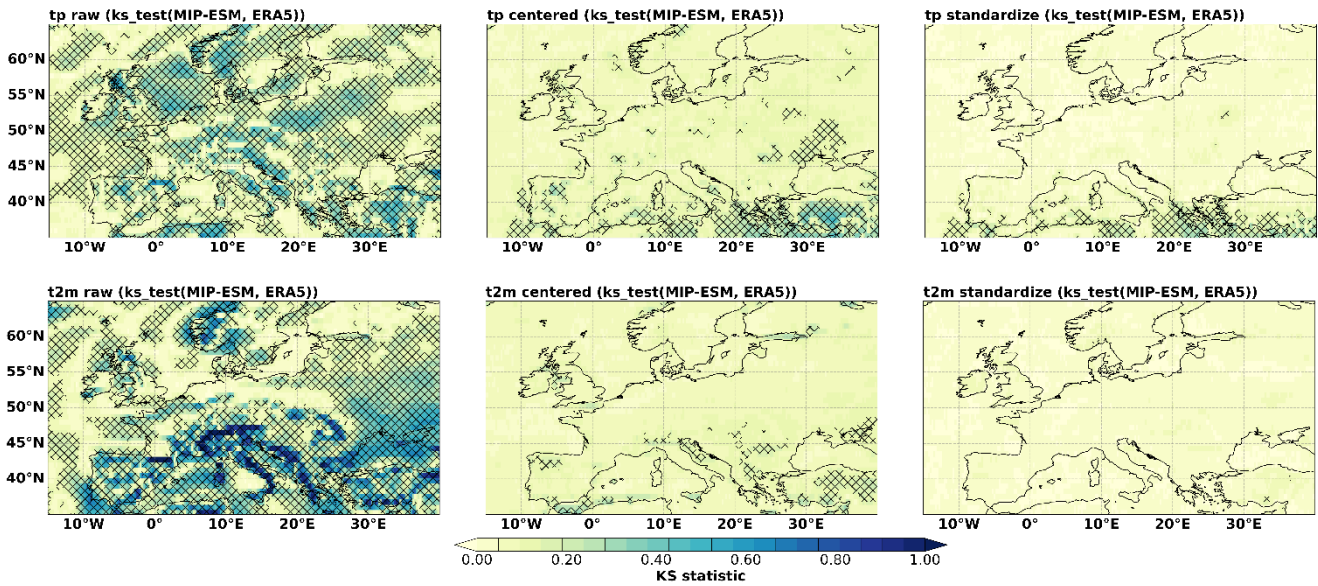 tp raw (ks_test(MIP-ESM, ERA5))
tp centered (ks_test(MIP-ESM, ERA5))
tp standardize (ks_test(MIP-ESM, ERA5))
60°N
55°N
50°N
45°N
40°N
10°W 0° 10°E 20°E 30°E
10°W 0° 10°E 20°E 30°E
10°W 0° 10°E 20°E 30°E
t2m raw (ks_test(MIP-ESM, ERA5))
t2m centered (ks_test(MIP-ESM, ERA5))
t2m standardize (ks_test(MIP-ESM, ERA5))
60°N
55°N
50°N
45°N
40°N
10°W 0° 10°E 20°E 30°E
10°W 0° 10°E 20°E 30°E
10°W 0° 10°E 20°E 30°E
0.00 0.20 0.40 0.60 0.80 1.00
KS statistic